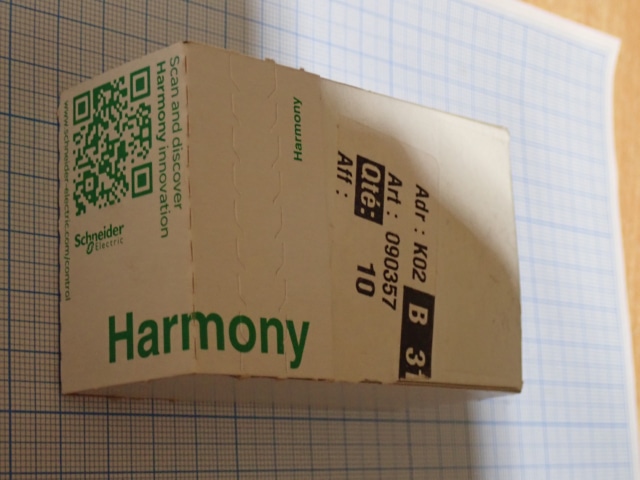 Scan and discover
Harmony innovation
www.schneider-electric.com/control
Schneider
Electric
Harmony
Harmony
Adr : K02 B 31
Art : 090357
Qté: 10
Aff :